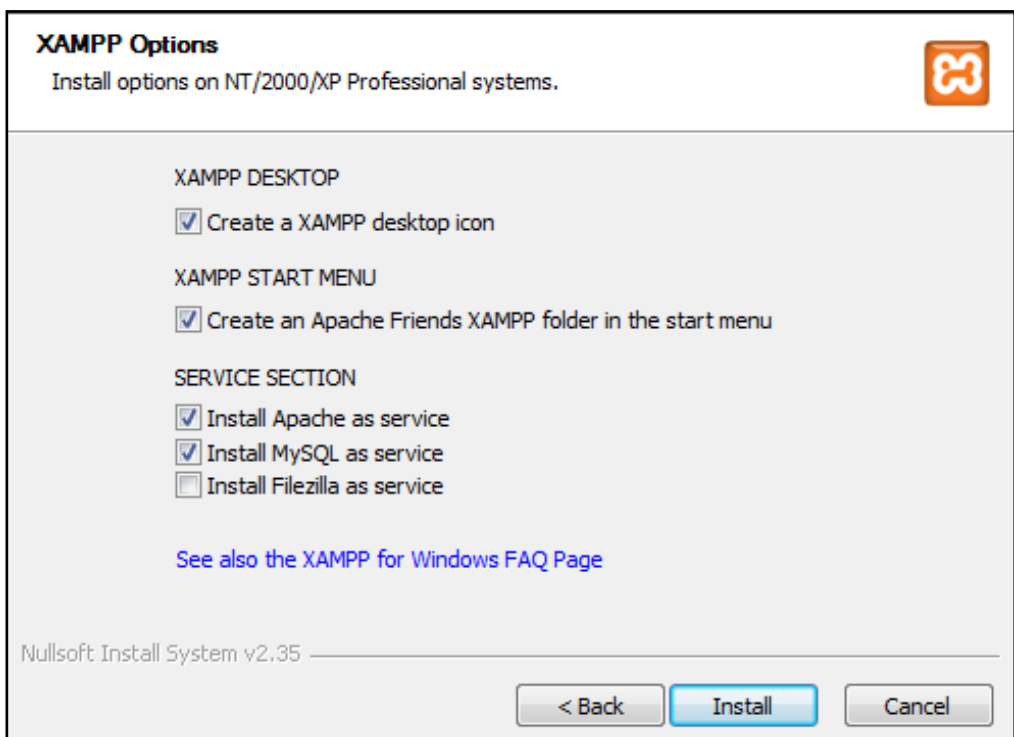 XAMPP Options
Install options on NT/2000/XP Professional systems.
XAMPP DESKTOP
Create a XAMPP desktop icon
XAMPP START MENU
Create an Apache Friends XAMPP folder in the start menu
SERVICE SECTION
Install Apache as service
Install MySQL as service
Install Filezilla as service
See also the XAMPP for Windows FAQ Page
Nullsoft Install System v2.35
< Back
Install
Cancel